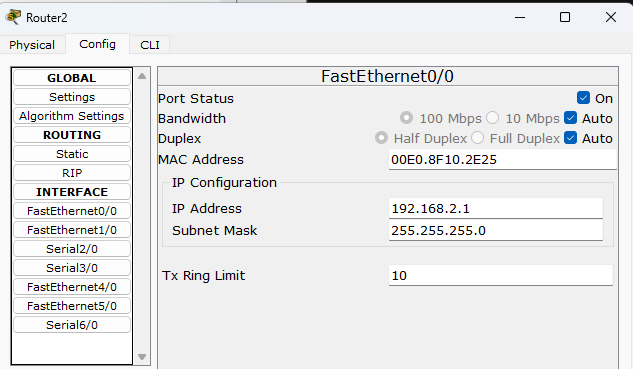 Router2
Physical Config CLI
GLOBAL
Settings
Algorithm Settings
ROUTING
Static
RIP
INTERFACE
FastEthernet0/0
FastEthernet1/0
Serial2/0
Serial3/0
FastEthernet4/0
FastEthernet5/0
Serial6/0
FastEthernet0/0
Port Status On
Bandwidth 100 Mbps 10 Mbps Auto
Duplex Half Duplex Full Duplex Auto
MAC Address 00E0.8F10.2E25
IP Configuration
IP Address 192.168.2.1
Subnet Mask 255.255.255.0
Tx Ring Limit 10